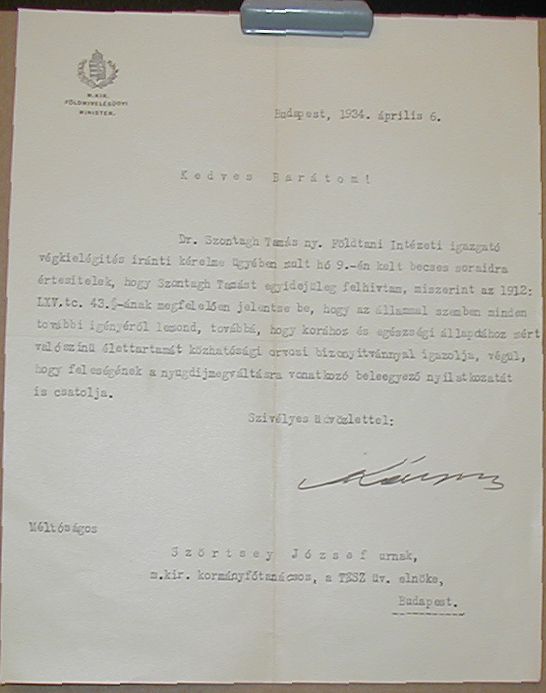 M. KIR.
FÖLDMIVELÉSÜGYI
MINISTER.
Budapest, 1934. április 6.
Kedves Barátom!
Dr. Szontagh Tamás ny. Földtani Intézeti igazgató
végkielégítés iránti kérelme ügyében mult hó 9.-én kelt becses soraidra
értesitelek, hogy Szontagh Tamást egyidejüleg felhivtam, miszerint az 1912:
LXV.tc. 43.§-ának megfelelően jelentse be, hogy az állammal szemben minden
további igényéről lemond, továbbá, hogy korához és egészségi állapotához mért
valószinü élettartamát közhatósági orvosi bizonyitvánnyal igazolja, végül,
hogy feleségének a nyugdijmegváltásra vonatkozó beleegyező nyilatkozatát
is csatolja.
Szivélyes üdvözlettel:
Méltóságos
Szörtsey József urnak,
m.kir. kormányfőtanácsos, a TESZ üv. elnöke,
Budapest.